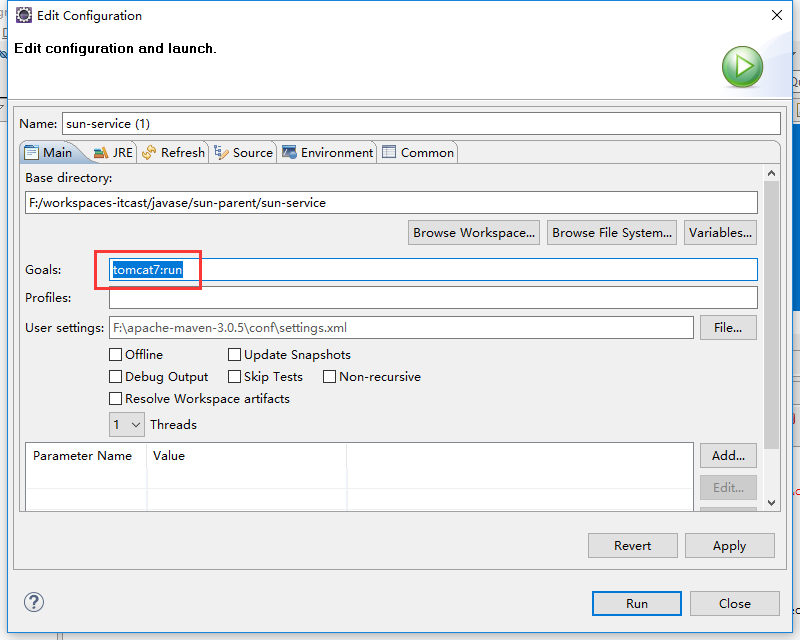 Edit Configuration
Edit configuration and launch.
Name: sun-service (1)
Main JRE Refresh Source Environment Common
Base directory:
F:/workspaces-itcast/javase/sun-parent/sun-service
Browse Workspace... Browse File System... Variables...
Goals: tomcat7:run
Profiles:
User settings: F:\apache-maven-3.0.5\conf\settings.xml File...
Offline Update Snapshots
Debug Output Skip Tests Non-recursive
Resolve Workspace artifacts
1 Threads
Parameter Name Value Add...
Edit...
Revert Apply
? Run Close